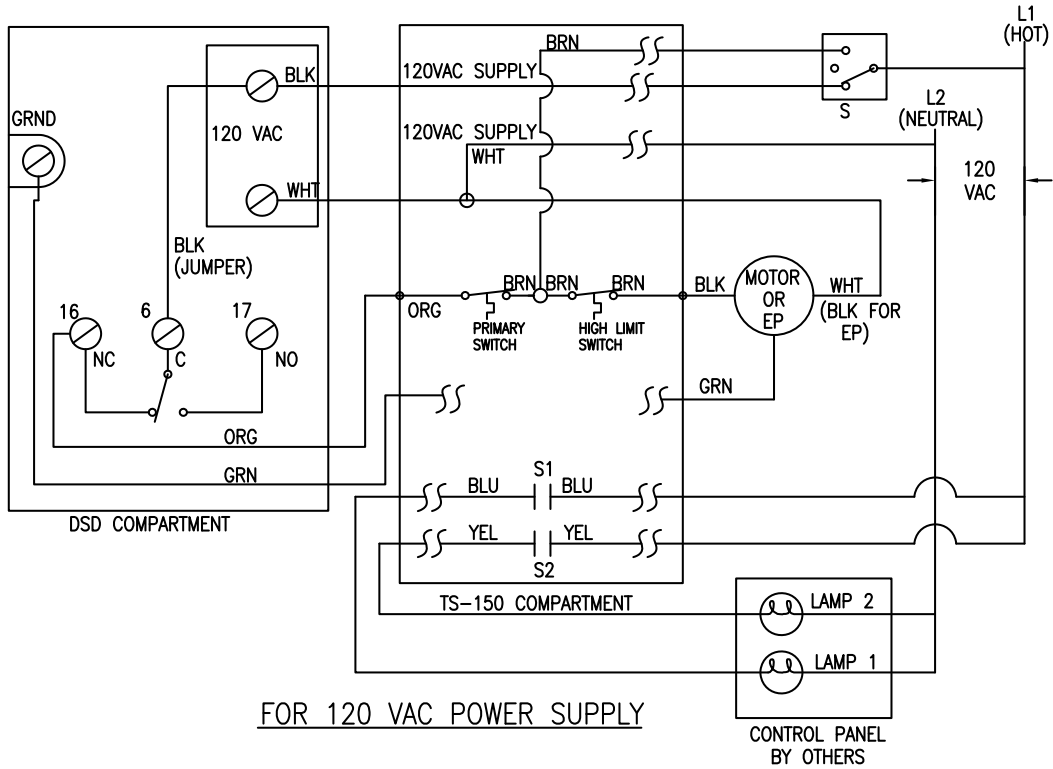 L1
(HOT)
BRN
120VAC SUPPLY
BLK
S
L2
(NEUTRAL)
GRND
120 VAC
120VAC SUPPLY
WHT
120
VAC
WHT
BLK
(JUMPER)
BRN
BRN
BRN
BLK
MOTOR
OR
EP
WHT
(BLK FOR
EP)
ORG
16
6
17
PRIMARY
SWITCH
HIGH LIMIT
SWITCH
NC
C
NO
GRN
ORG
GRN
S1
BLU
BLU
DSD COMPARTMENT
YEL
YEL
S2
TS-150 COMPARTMENT
LAMP 2
LAMP 1
FOR 120 VAC POWER SUPPLY
CONTROL PANEL
BY OTHERS